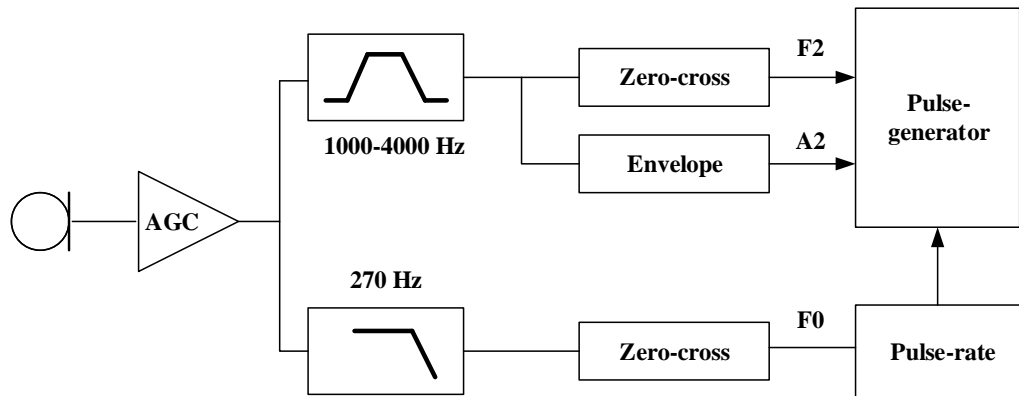 F2
Zero-cross
Pulse-
generator
1000-4000 Hz
Envelope
A2
AGC
270 Hz
F0
Zero-cross
Pulse-rate